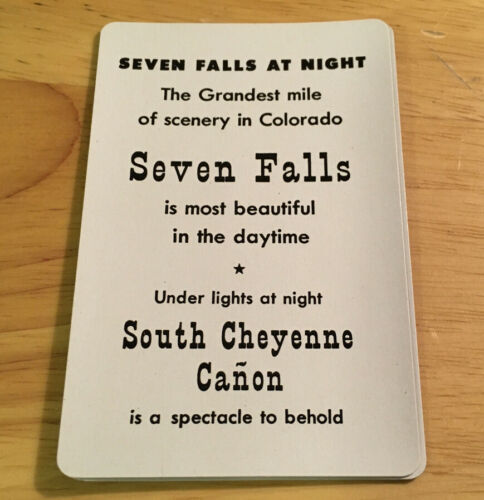 SEVEN FALLS AT NIGHT
The Grandest mile
of scenery in Colorado
Seven Falls
is most beautiful
in the daytime
★
Under lights at night
South Cheyenne
Cañon
is a spectacle to behold